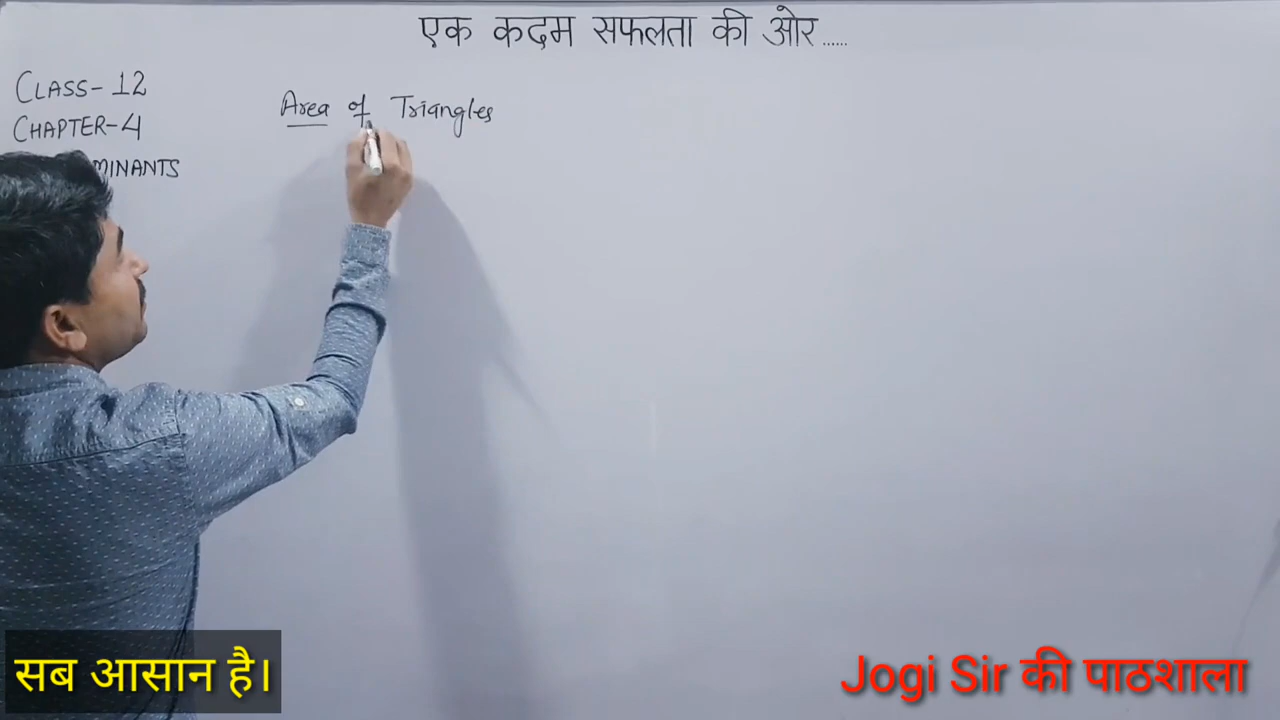 एक कदम सफलता की ओर......
CLASS-12
CHAPTER-4
MINANTS
Area of Triangles
सब आसान है।
Jogi Sir की पाठशाला